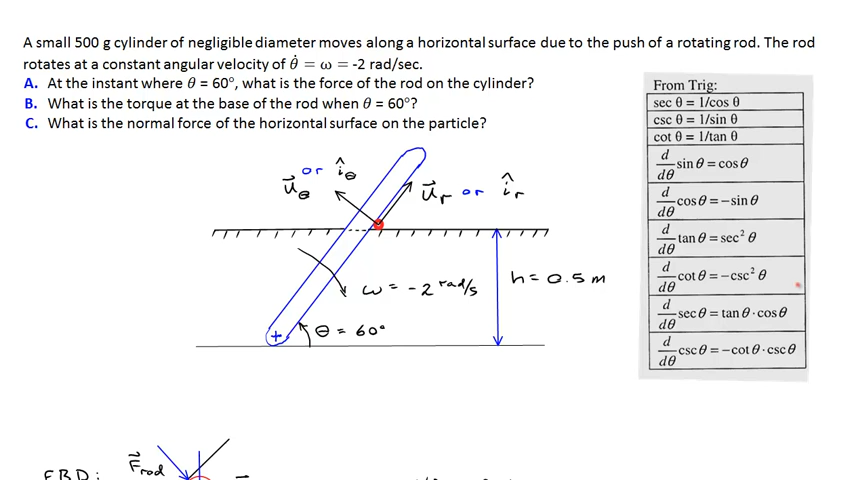 A small 500 g cylinder of negligible diameter moves along a horizontal surface due to the push of a rotating rod. The rod
rotates at a constant angular velocity of θ̇ = ω = -2 rad/sec.
A. At the instant where θ = 60°, what is the force of the rod on the cylinder?
B. What is the torque at the base of the rod when θ = 60°?
C. What is the normal force of the horizontal surface on the particle?
From Trig:
sec θ = 1/cos θ
csc θ = 1/sin θ
cot θ = 1/tan θ
d/dθ sin θ = cos θ
d/dθ cos θ = −sin θ
d/dθ tan θ = sec² θ
d/dθ cot θ = −csc² θ
d/dθ sec θ = tan θ · cos θ
d/dθ csc θ = −cot θ · csc θ
u⃗θ or îθ
u⃗r or îr
ω = -2 rad/s
h = 0.5 m
+
θ = 60°
FBD:
F⃗rod